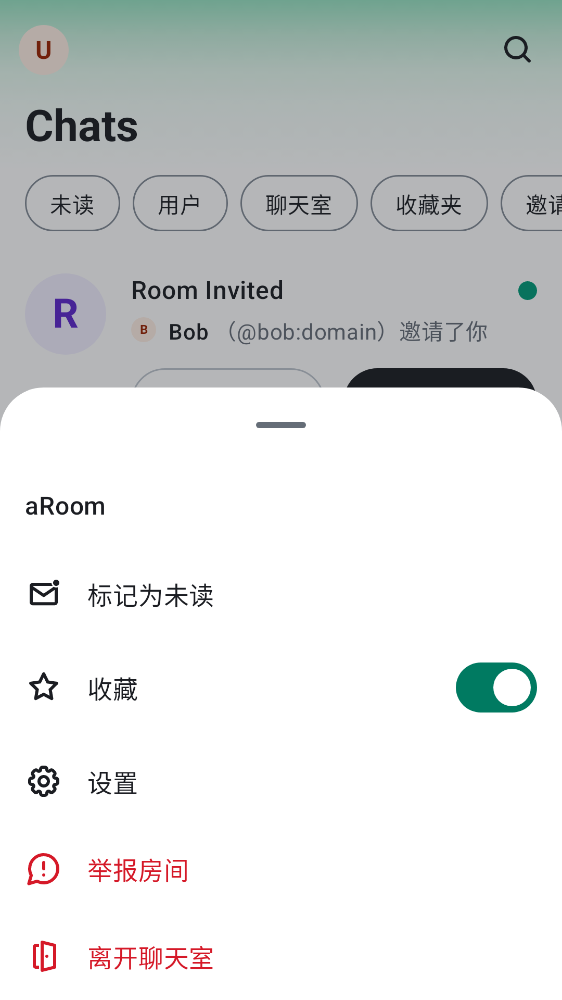 U
Chats
未读 用户 聊天室 收藏夹 邀请
R
Room Invited
B Bob （@bob:domain）邀请了你
aRoom
标记为未读
收藏
设置
举报房间
离开聊天室